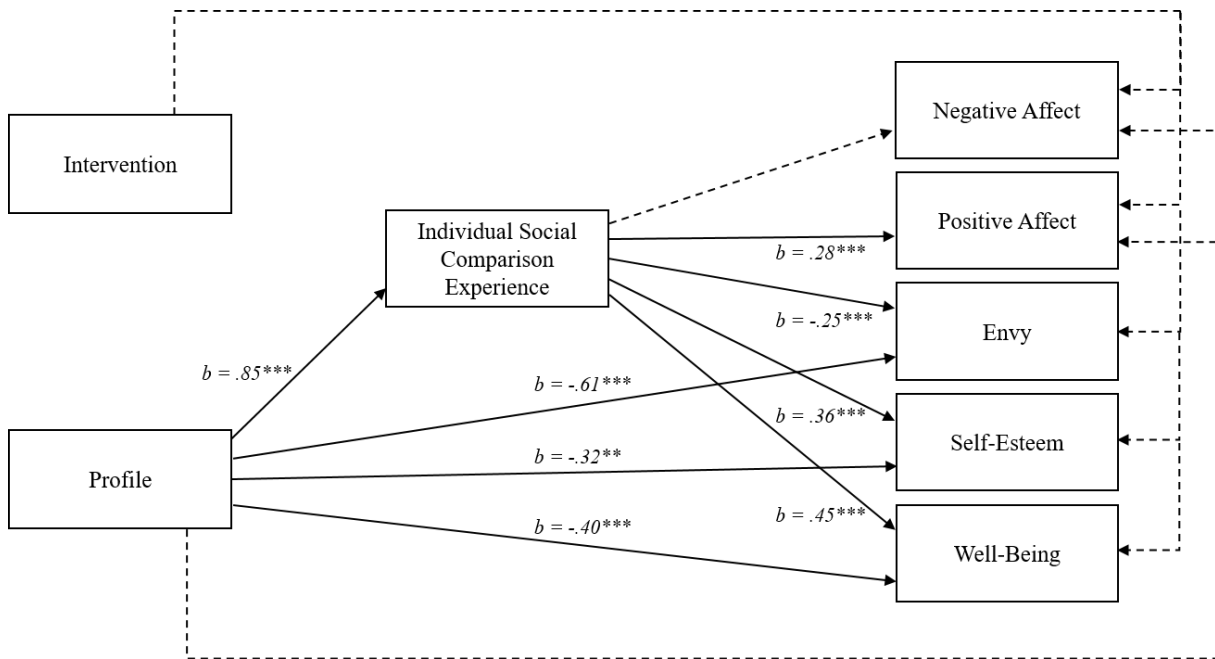 Negative Affect
Intervention
Positive Affect
Individual Social
Comparison
Experience
b = .28***
b = -.25***
Envy
b = .85***
b = -.61***
b = .36***
Self-Esteem
b = -.32**
Profile
b = -.40***
b = .45***
Well-Being